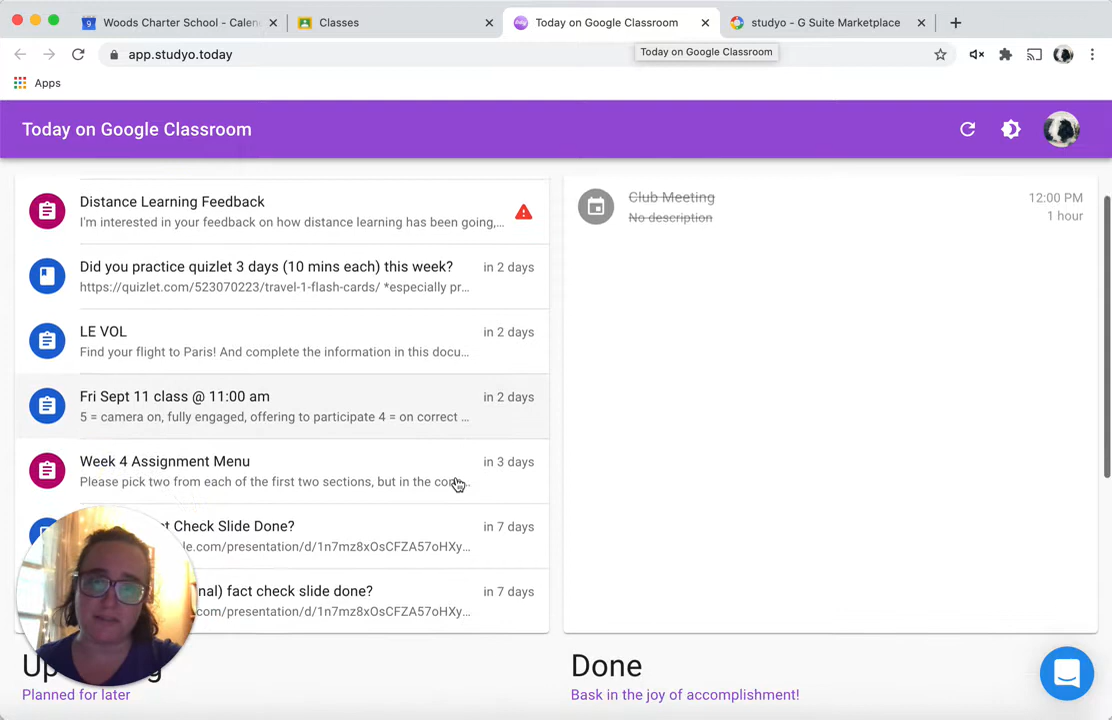 Woods Charter School - Calen
Classes
Today on Google Classroom
studyo - G Suite Marketplace
app.studyo.today
Today on Google Classroom
Apps
Today on Google Classroom
Distance Learning Feedback
I'm interested in your feedback on how distance learning has been going,...
Did you practice quizlet 3 days (10 mins each) this week?
in 2 days
https://quizlet.com/523070223/travel-1-flash-cards/ *especially pr...
LE VOL
in 2 days
Find your flight to Paris! And complete the information in this docu...
Fri Sept 11 class @ 11:00 am
in 2 days
5 = camera on, fully engaged, offering to participate 4 = on correct ...
Week 4 Assignment Menu
in 3 days
Please pick two from each of the first two sections, but in the
Check Slide Done?
in 7 days
.com/presentation/d/1n7mz8xOsCFZA57oHXy...
fact check slide done?
in 7 days
.com/presentation/d/1n7mz8xOsCFZA57oHXy...
Planned for later
Club Meeting
12:00 PM
No description
1 hour
Done
Bask in the joy of accomplishment!